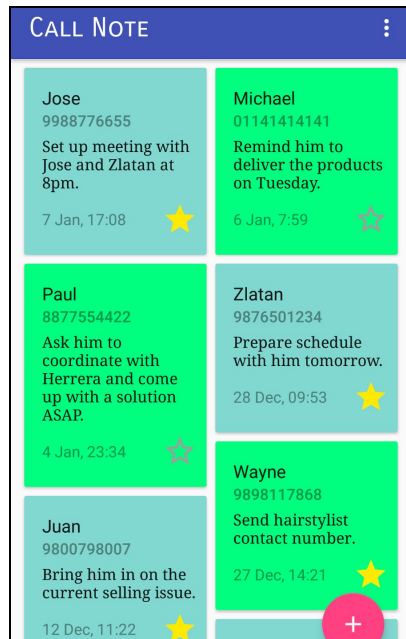 CALL NOTE
Jose
9988776655
Set up meeting with
Jose and Zlatan at
8pm.
7 Jan, 17:08
Michael
01141414141
Remind him to
deliver the products
on Tuesday.
6 Jan, 7:59
Paul
8877554422
Ask him to
coordinate with
Herrera and come
up with a solution
ASAP.
4 Jan, 23:34
Zlatan
9876501234
Prepare schedule
with him tomorrow.
28 Dec, 09:53
Wayne
9898117868
Send hairstylist
contact number.
27 Dec, 14:21
Juan
9800798007
Bring him in on the
current selling issue.
12 Dec, 11:22
+